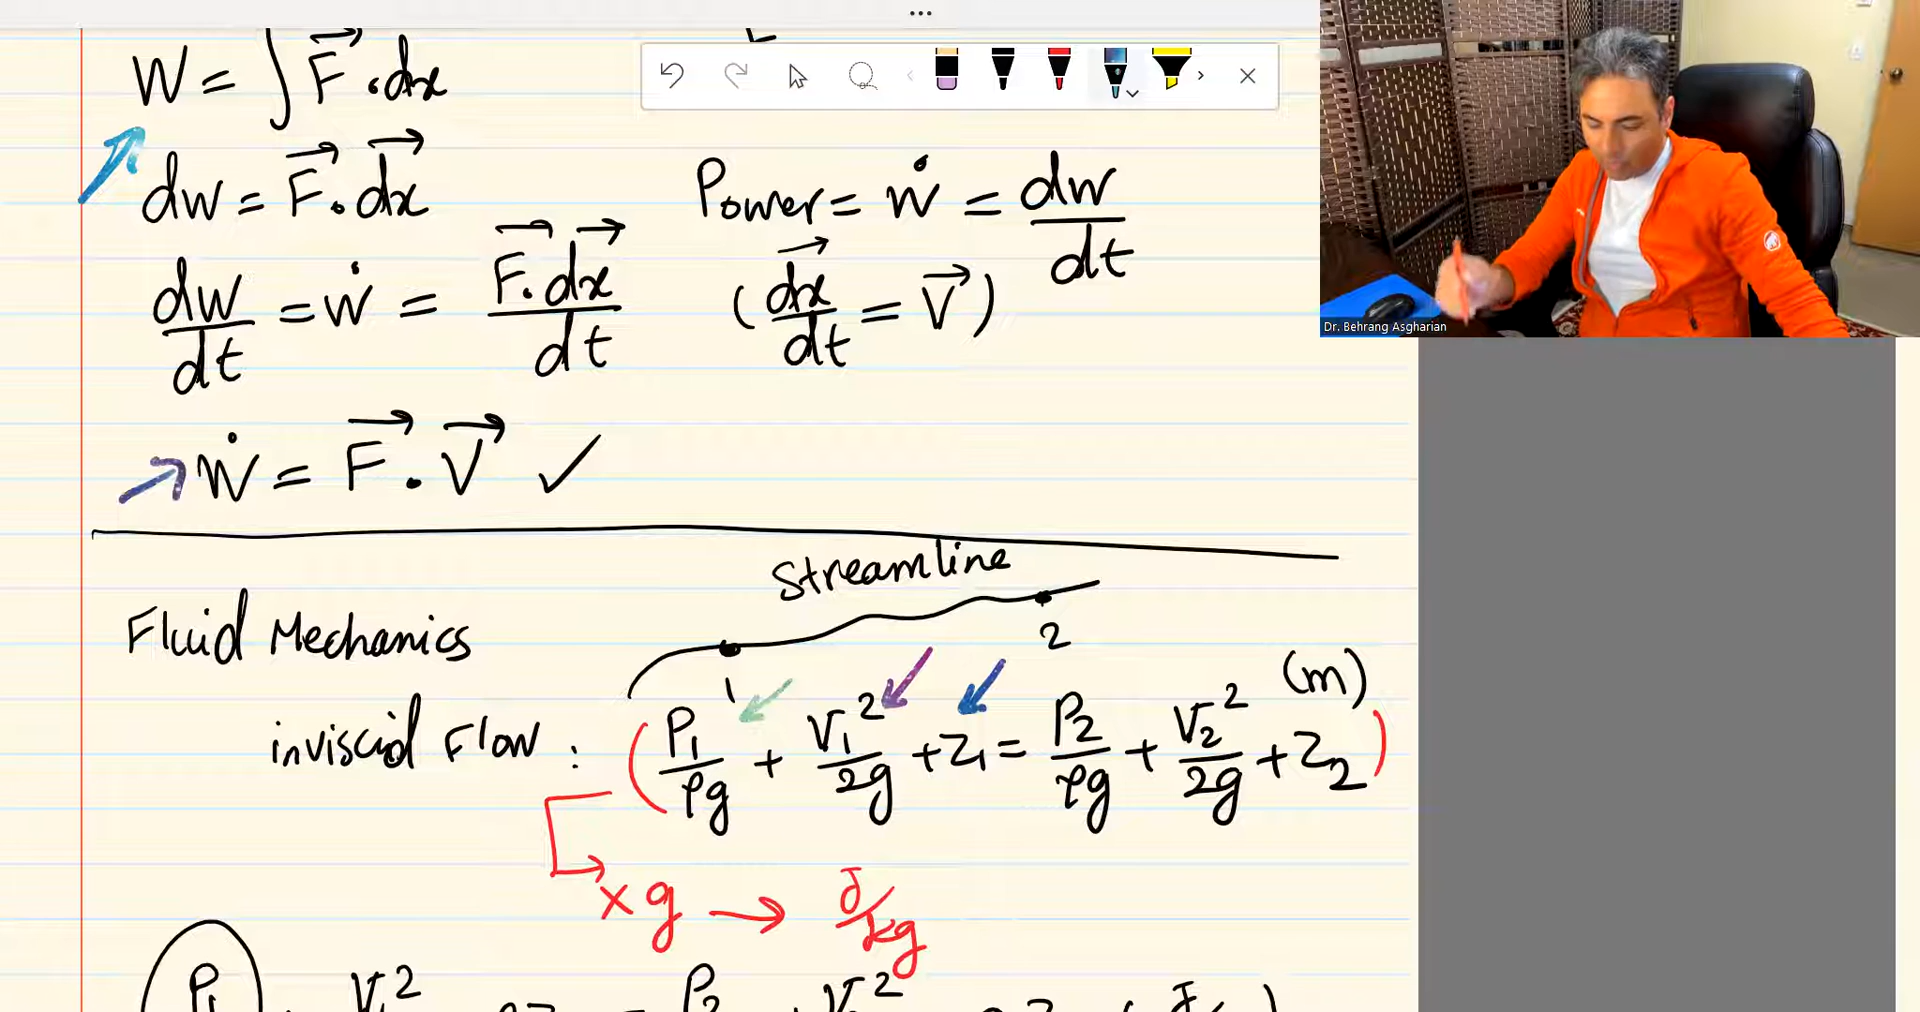 W = ∫ F⃗ . dx
dw = F⃗ . dx⃗
Power = ẇ = dw/dt
dw/dt = ẇ = F⃗ . dx⃗ / dt
(dx⃗/dt = V⃗)
Ẇ = F⃗ . V⃗ ✓
Streamline
1 2
Fluid Mechanics
inviscid Flow : (P₁/ρg + V₁²/2g + Z₁ = P₂/ρg + V₂²/2g + Z₂) (m)
x g → J/kg
Dr. Behrang Asgharian